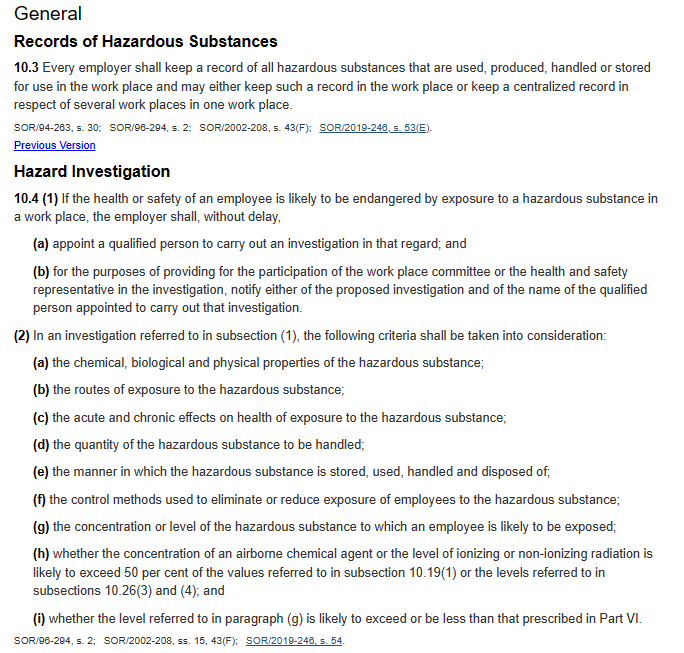 General
Records of Hazardous Substances
10.3 Every employer shall keep a record of all hazardous substances that are used, produced, handled or stored
for use in the work place and may either keep such a record in the work place or keep a centralized record in
respect of several work places in one work place.
SOR/94-263, s. 30; SOR/96-294, s. 2; SOR/2002-208, s. 43(F); SOR/2019-246, s. 53(E).
Previous Version
Hazard Investigation
10.4 (1) If the health or safety of an employee is likely to be endangered by exposure to a hazardous substance in
a work place, the employer shall, without delay,
(a) appoint a qualified person to carry out an investigation in that regard; and
(b) for the purposes of providing for the participation of the work place committee or the health and safety
representative in the investigation, notify either of the proposed investigation and of the name of the qualified
person appointed to carry out that investigation.
(2) In an investigation referred to in subsection (1), the following criteria shall be taken into consideration:
(a) the chemical, biological and physical properties of the hazardous substance;
(b) the routes of exposure to the hazardous substance;
(c) the acute and chronic effects on health of exposure to the hazardous substance;
(d) the quantity of the hazardous substance to be handled;
(e) the manner in which the hazardous substance is stored, used, handled and disposed of;
(f) the control methods used to eliminate or reduce exposure of employees to the hazardous substance;
(g) the concentration or level of the hazardous substance to which an employee is likely to be exposed;
(h) whether the concentration of an airborne chemical agent or the level of ionizing or non-ionizing radiation is
likely to exceed 50 per cent of the values referred to in subsection 10.19(1) or the levels referred to in
subsections 10.26(3) and (4); and
(i) whether the level referred to in paragraph (g) is likely to exceed or be less than that prescribed in Part VI.
SOR/96-294, s. 2; SOR/2002-208, ss. 15, 43(F); SOR/2019-246, s. 54.